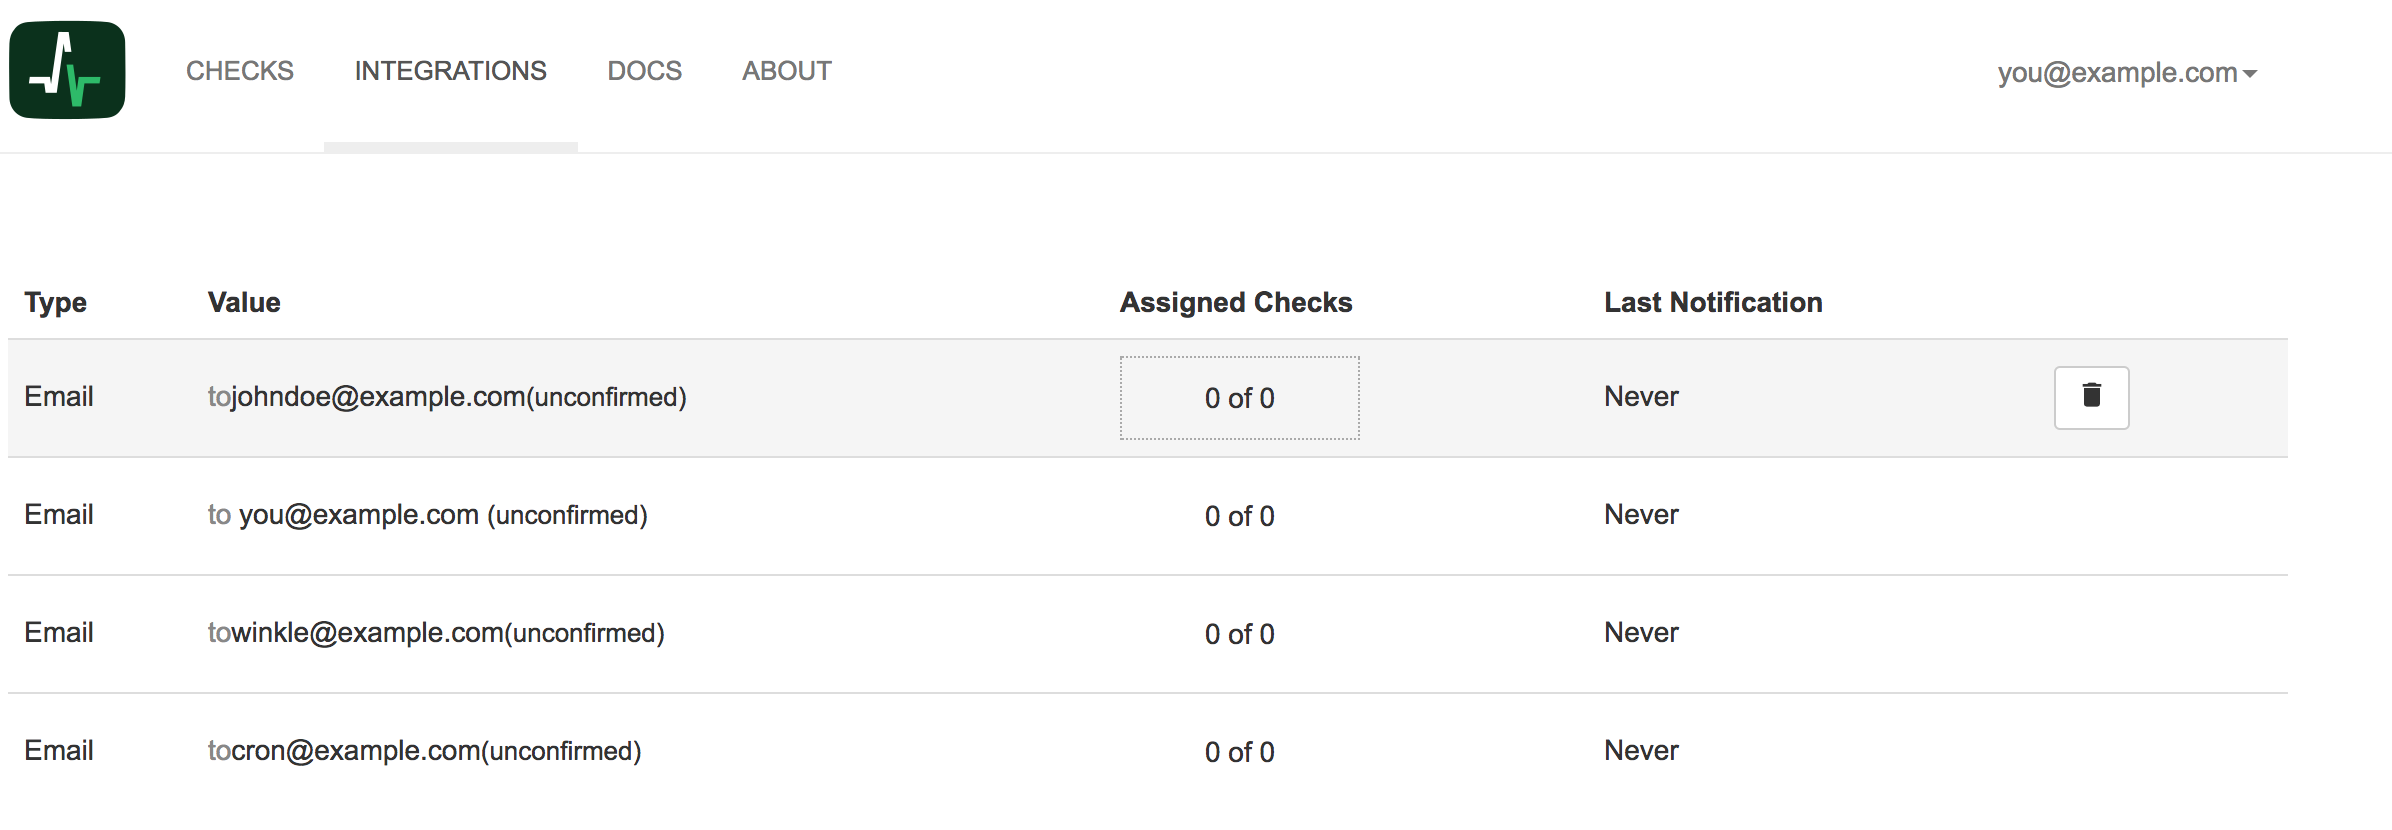 CHECKS INTEGRATIONS DOCS ABOUT you@example.com
Type Value Assigned Checks Last Notification
Email tojohndoe@example.com(unconfirmed) 0 of 0 Never
Email to you@example.com (unconfirmed) 0 of 0 Never
Email towinkle@example.com(unconfirmed) 0 of 0 Never
Email tocron@example.com(unconfirmed) 0 of 0 Never